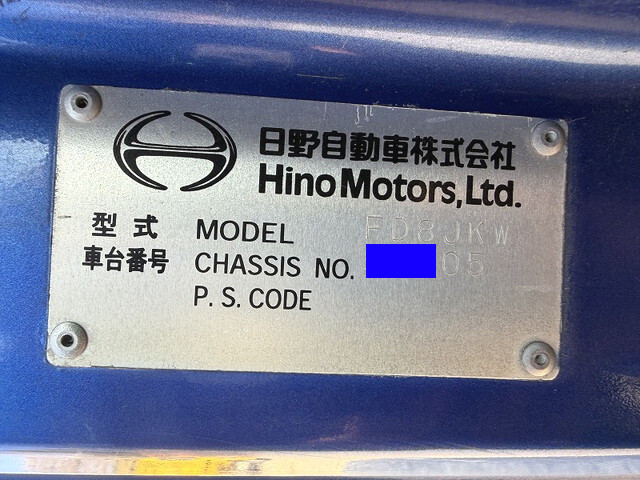 日野自動車株式会社
Hino Motors, Ltd.
型式 MODEL FD8JKW
車台番号 CHASSIS NO. 05
P. S. CODE